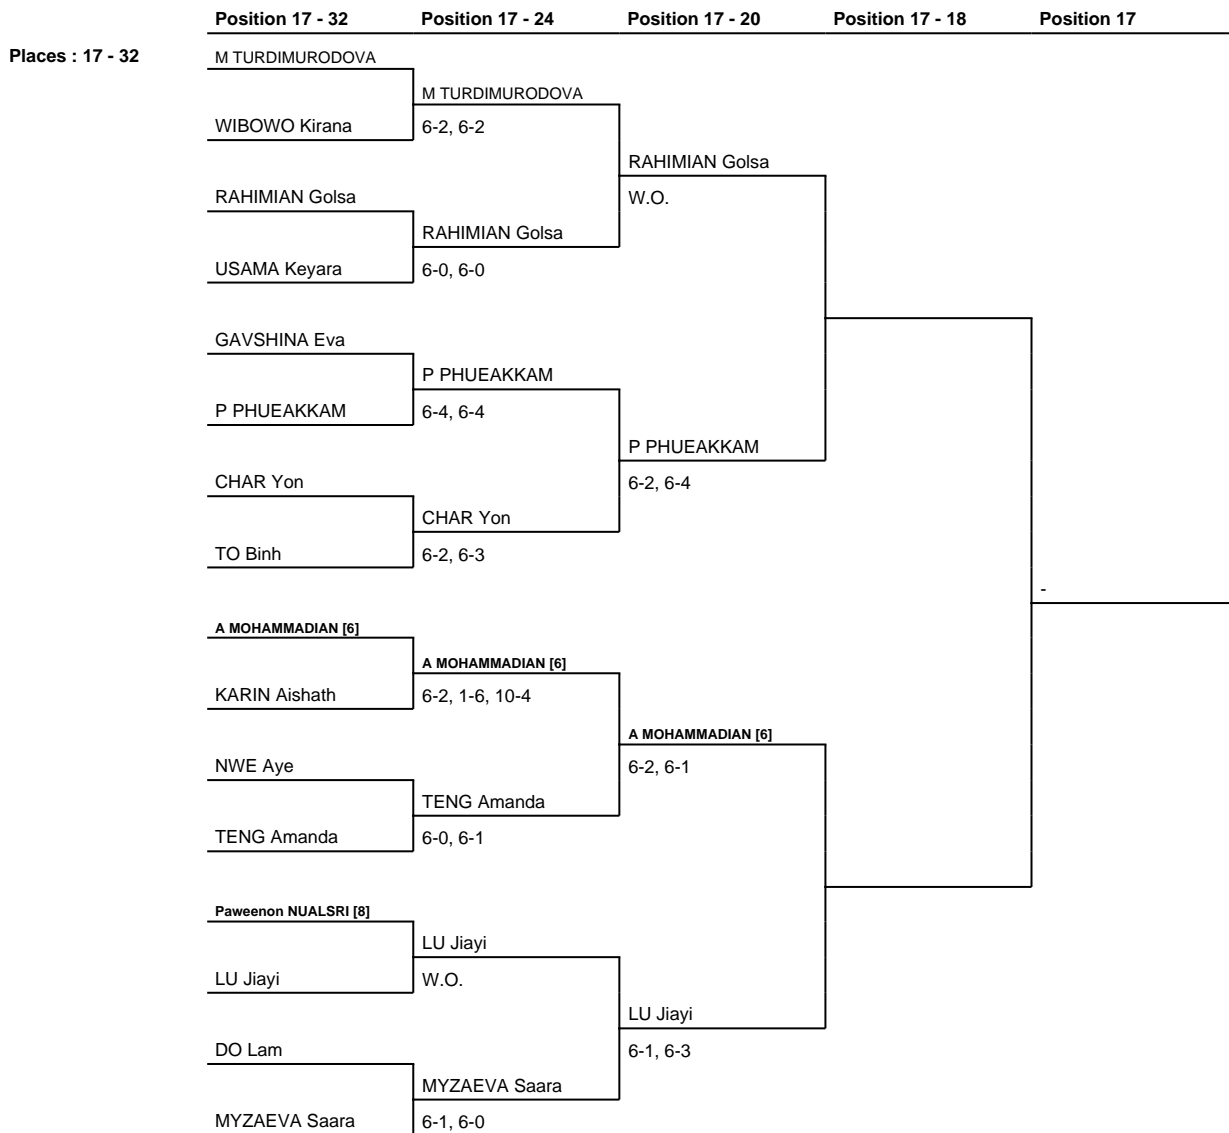 Position 17 - 32 Position 17 - 24 Position 17 - 20 Position 17 - 18 Position 17
Places : 17 - 32 M TURDIMURODOVA
M TURDIMURODOVA
WIBOWO Kirana 6-2, 6-2
RAHIMIAN Golsa
RAHIMIAN Golsa W.O.
RAHIMIAN Golsa
USAMA Keyara 6-0, 6-0
GAVSHINA Eva
P PHUEAKKAM
P PHUEAKKAM 6-4, 6-4
P PHUEAKKAM
CHAR Yon 6-2, 6-4
CHAR Yon
TO Binh 6-2, 6-3
-
A MOHAMMADIAN [6]
A MOHAMMADIAN [6]
KARIN Aishath 6-2, 1-6, 10-4
A MOHAMMADIAN [6]
NWE Aye 6-2, 6-1
TENG Amanda
TENG Amanda 6-0, 6-1
Paweenon NUALSRI [8]
LU Jiayi
LU Jiayi W.O.
LU Jiayi
DO Lam 6-1, 6-3
MYZAEVA Saara
MYZAEVA Saara 6-1, 6-0